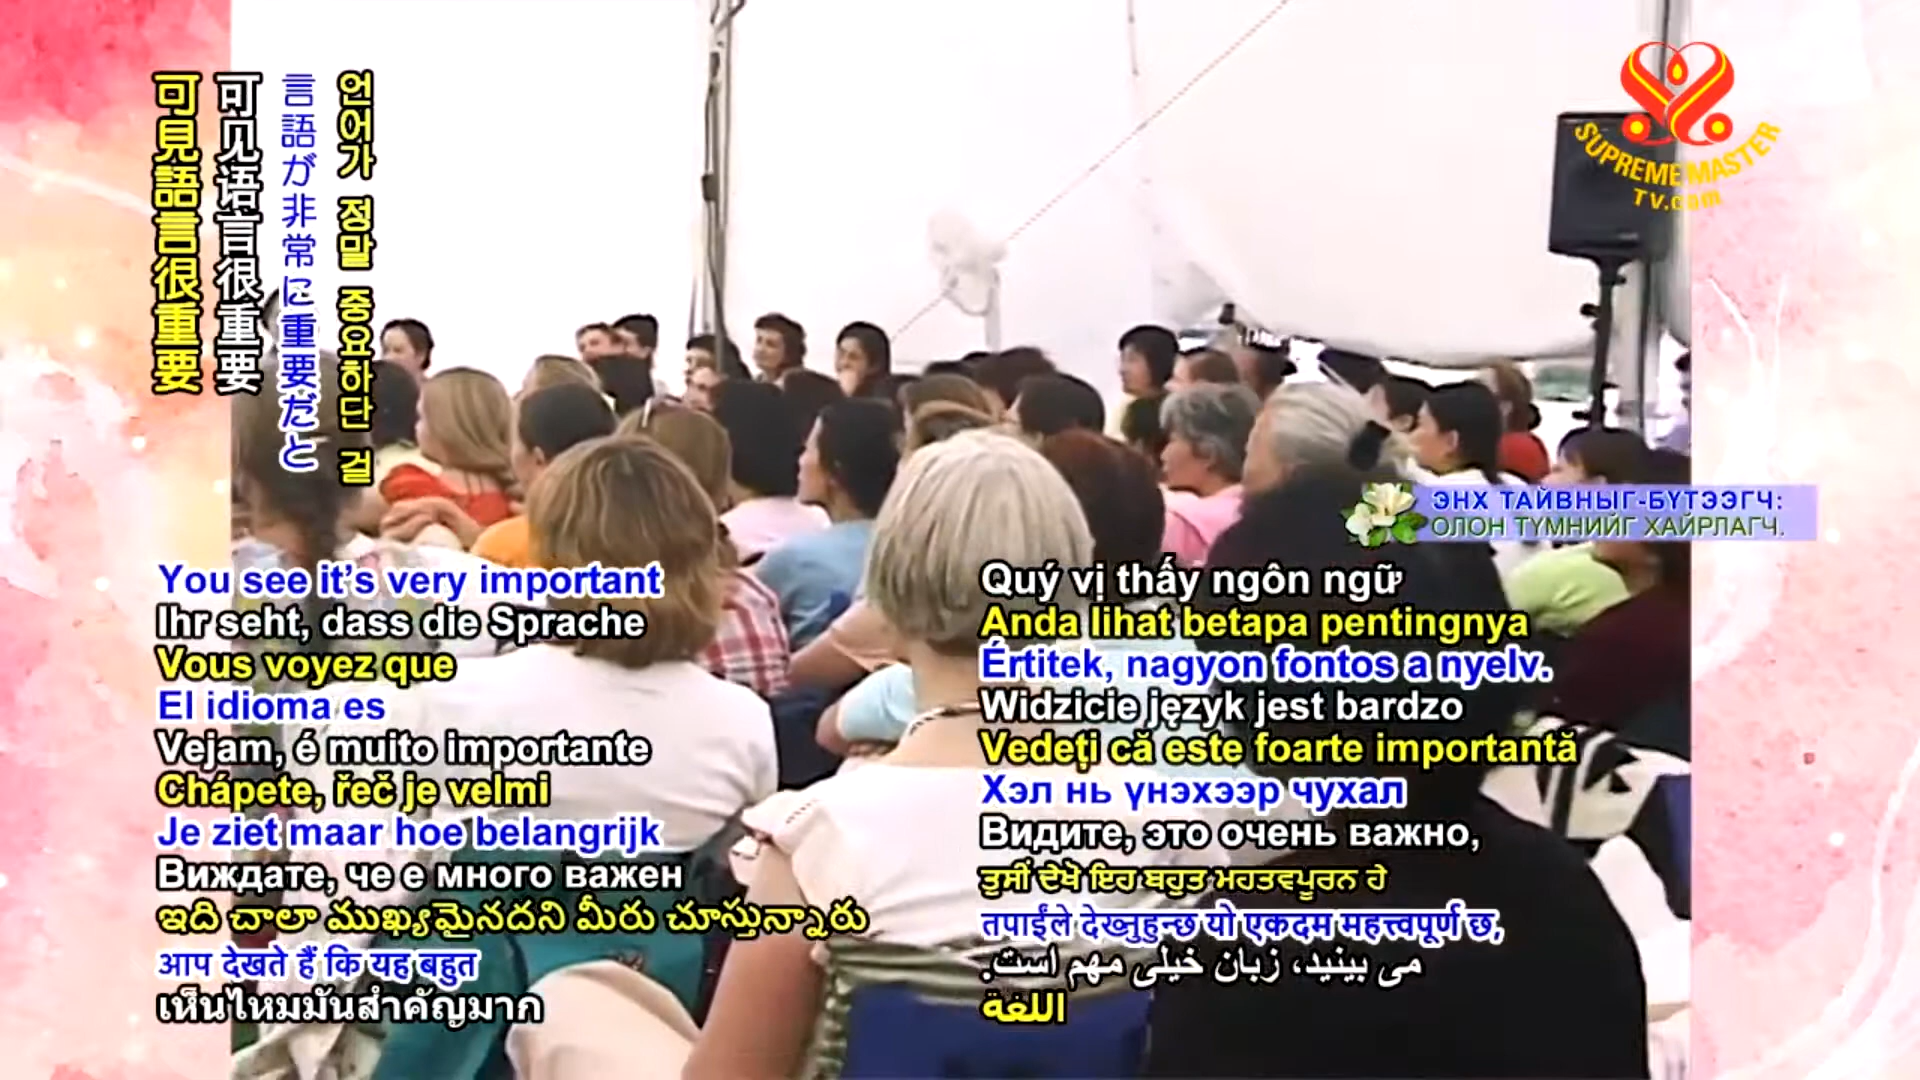 可見語言很重要
可见语言很重要
言語が非常に重要だと
언어가 정말 중요하단 걸
SUPREME MASTER
TV.com
ЭНХ ТАЙВНЫГ-БҮТЭЭГЧ:
ОЛОН ТҮМНИЙГ ХАЙРЛАГЧ.
You see it’s very important
Ihr seht, dass die Sprache
Vous voyez que
El idioma es
Vejam, é muito importante
Chápete, řeč je velmi
Je ziet maar hoe belangrijk
Виждате, че е много важен
ఇది చాలా ముఖ్యమైనదని మీరు చూస్తున్నారు
आप देखते हैं कि यह बहुत
เห็นไหมมันสำคัญมาก
Quý vị thấy ngôn ngữ
Anda lihat betapa pentingnya
Értitek, nagyon fontos a nyelv.
Widzicie język jest bardzo
Vedeți că este foarte importantă
Хэл нь үнэхээр чухал
Видите, это очень важно,
ਤੁਸੀਂ ਦੇਖੋ ਇਹ ਬਹੁਤ ਮਹਤਵਪੂਰਨ ਹੇ
तपाईंले देख्नुहुन्छ यो एकदम महत्त्वपूर्ण छ,
می بینید، زبان خیلی مهم است.
اللغة